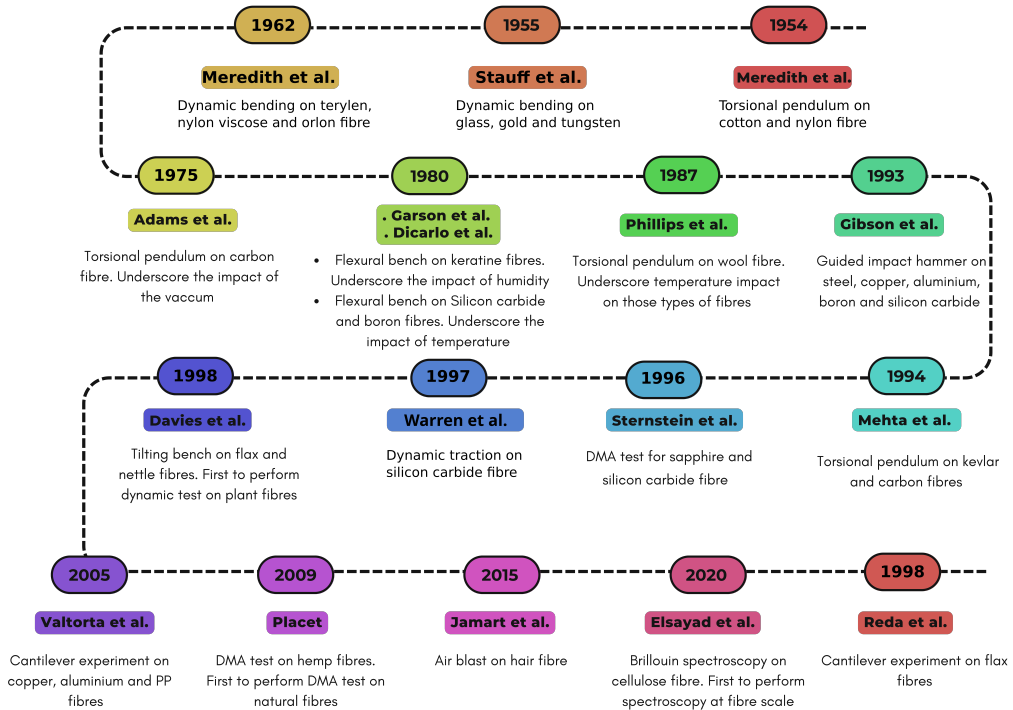 1962
1955
1954
Meredith et al.
Stauff et al.
Meredith et al.
Dynamic bending on terylen,
nylon viscose and orlon fibre
Dynamic bending on
glass, gold and tungsten
Torsional pendulum on
cotton and nylon fibre
1975
1980
1987
1993
Adams et al.
. Garson et al.
. Dicarlo et al.
Phillips et al.
Gibson et al.
Torsional pendulum on carbon
fibre. Underscore the impact of
the vaccum
• Flexural bench on keratine fibres.
Underscore the impact of humidity
• Flexural bench on Silicon carbide
and boron fibres. Underscore the
impact of temperature
Torsional pendulum on wool fibre.
Underscore temperature impact
on those types of fibres
Guided impact hammer on
steel, copper, aluminium,
boron and silicon carbide
1998
1997
1996
1994
Davies et al.
Warren et al.
Sternstein et al.
Mehta et al.
Tilting bench on flax and
nettle fibres. First to perform
dynamic test on plant fibres
Dynamic traction on
silicon carbide fibre
DMA test for sapphire and
silicon carbide fibre
Torsional pendulum on kevlar
and carbon fibres
2005
2009
2015
2020
1998
Valtorta et al.
Placet
Jamart et al.
Elsayad et al.
Reda et al.
Cantilever experiment on
copper, aluminium and PP
fibres
DMA test on hemp fibres.
First to perform DMA test on
natural fibres
Air blast on hair fibre
Brillouin spectroscopy on
cellulose fibre. First to perform
spectroscopy at fibre scale
Cantilever experiment on flax
fibres